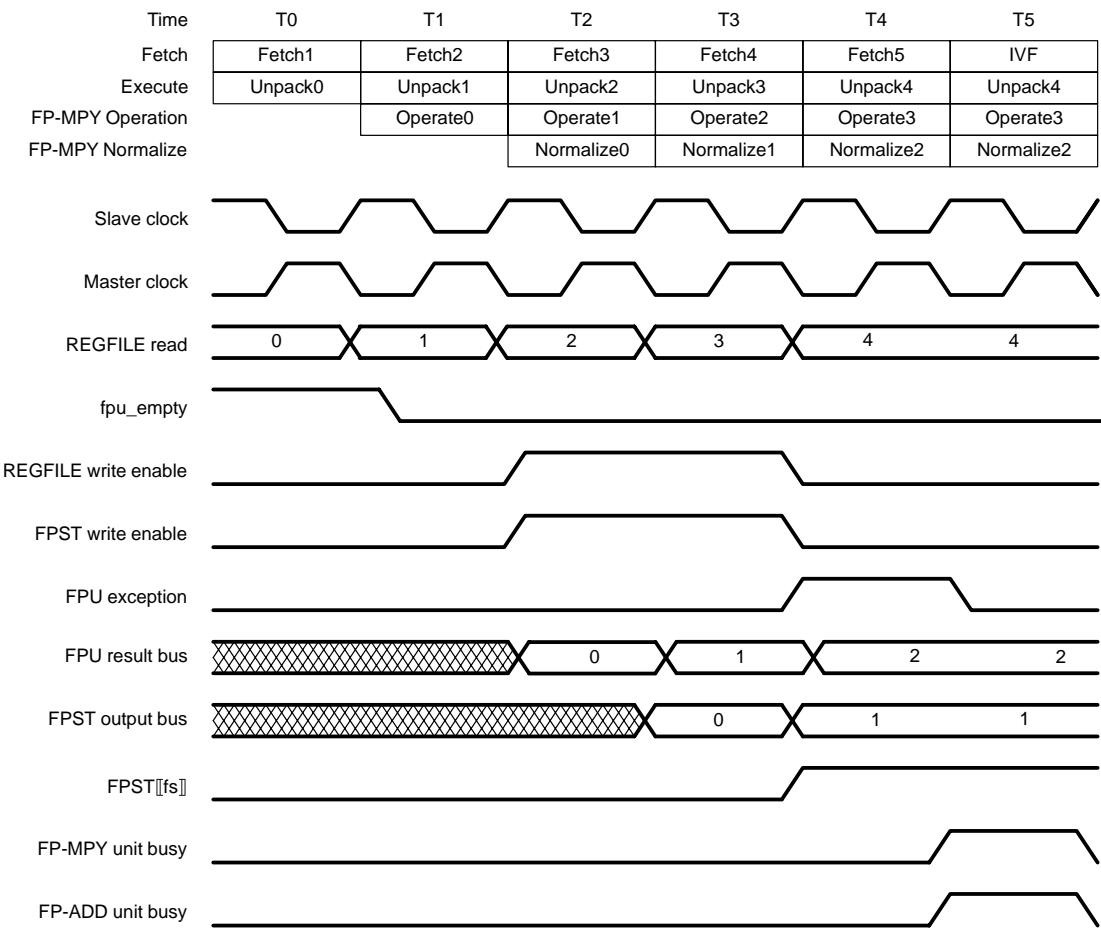 Time T0 T1 T2 T3 T4 T5
Fetch Fetch1 Fetch2 Fetch3 Fetch4 Fetch5 IVF
Execute Unpack0 Unpack1 Unpack2 Unpack3 Unpack4 Unpack4
FP-MPY Operation Operate0 Operate1 Operate2 Operate3 Operate3
FP-MPY Normalize Normalize0 Normalize1 Normalize2 Normalize2
Slave clock
Master clock
REGFILE read 0 1 2 3 4 4
fpu_empty
REGFILE write enable
FPST write enable
FPU exception
FPU result bus 0 1 2 2
FPST output bus 0 1 1
FPST⟦fs⟧
FP-MPY unit busy
FP-ADD unit busy